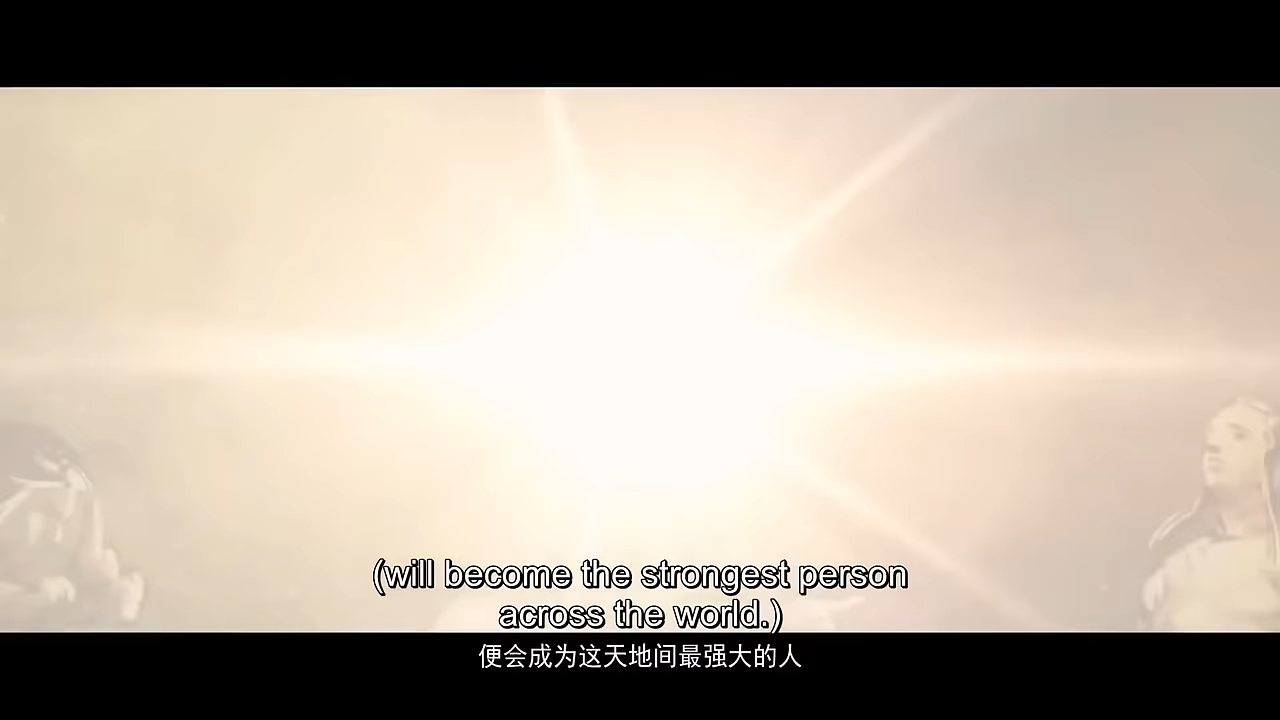 (will become the strongest person
across the world.)
便会成为这天地间最强大的人